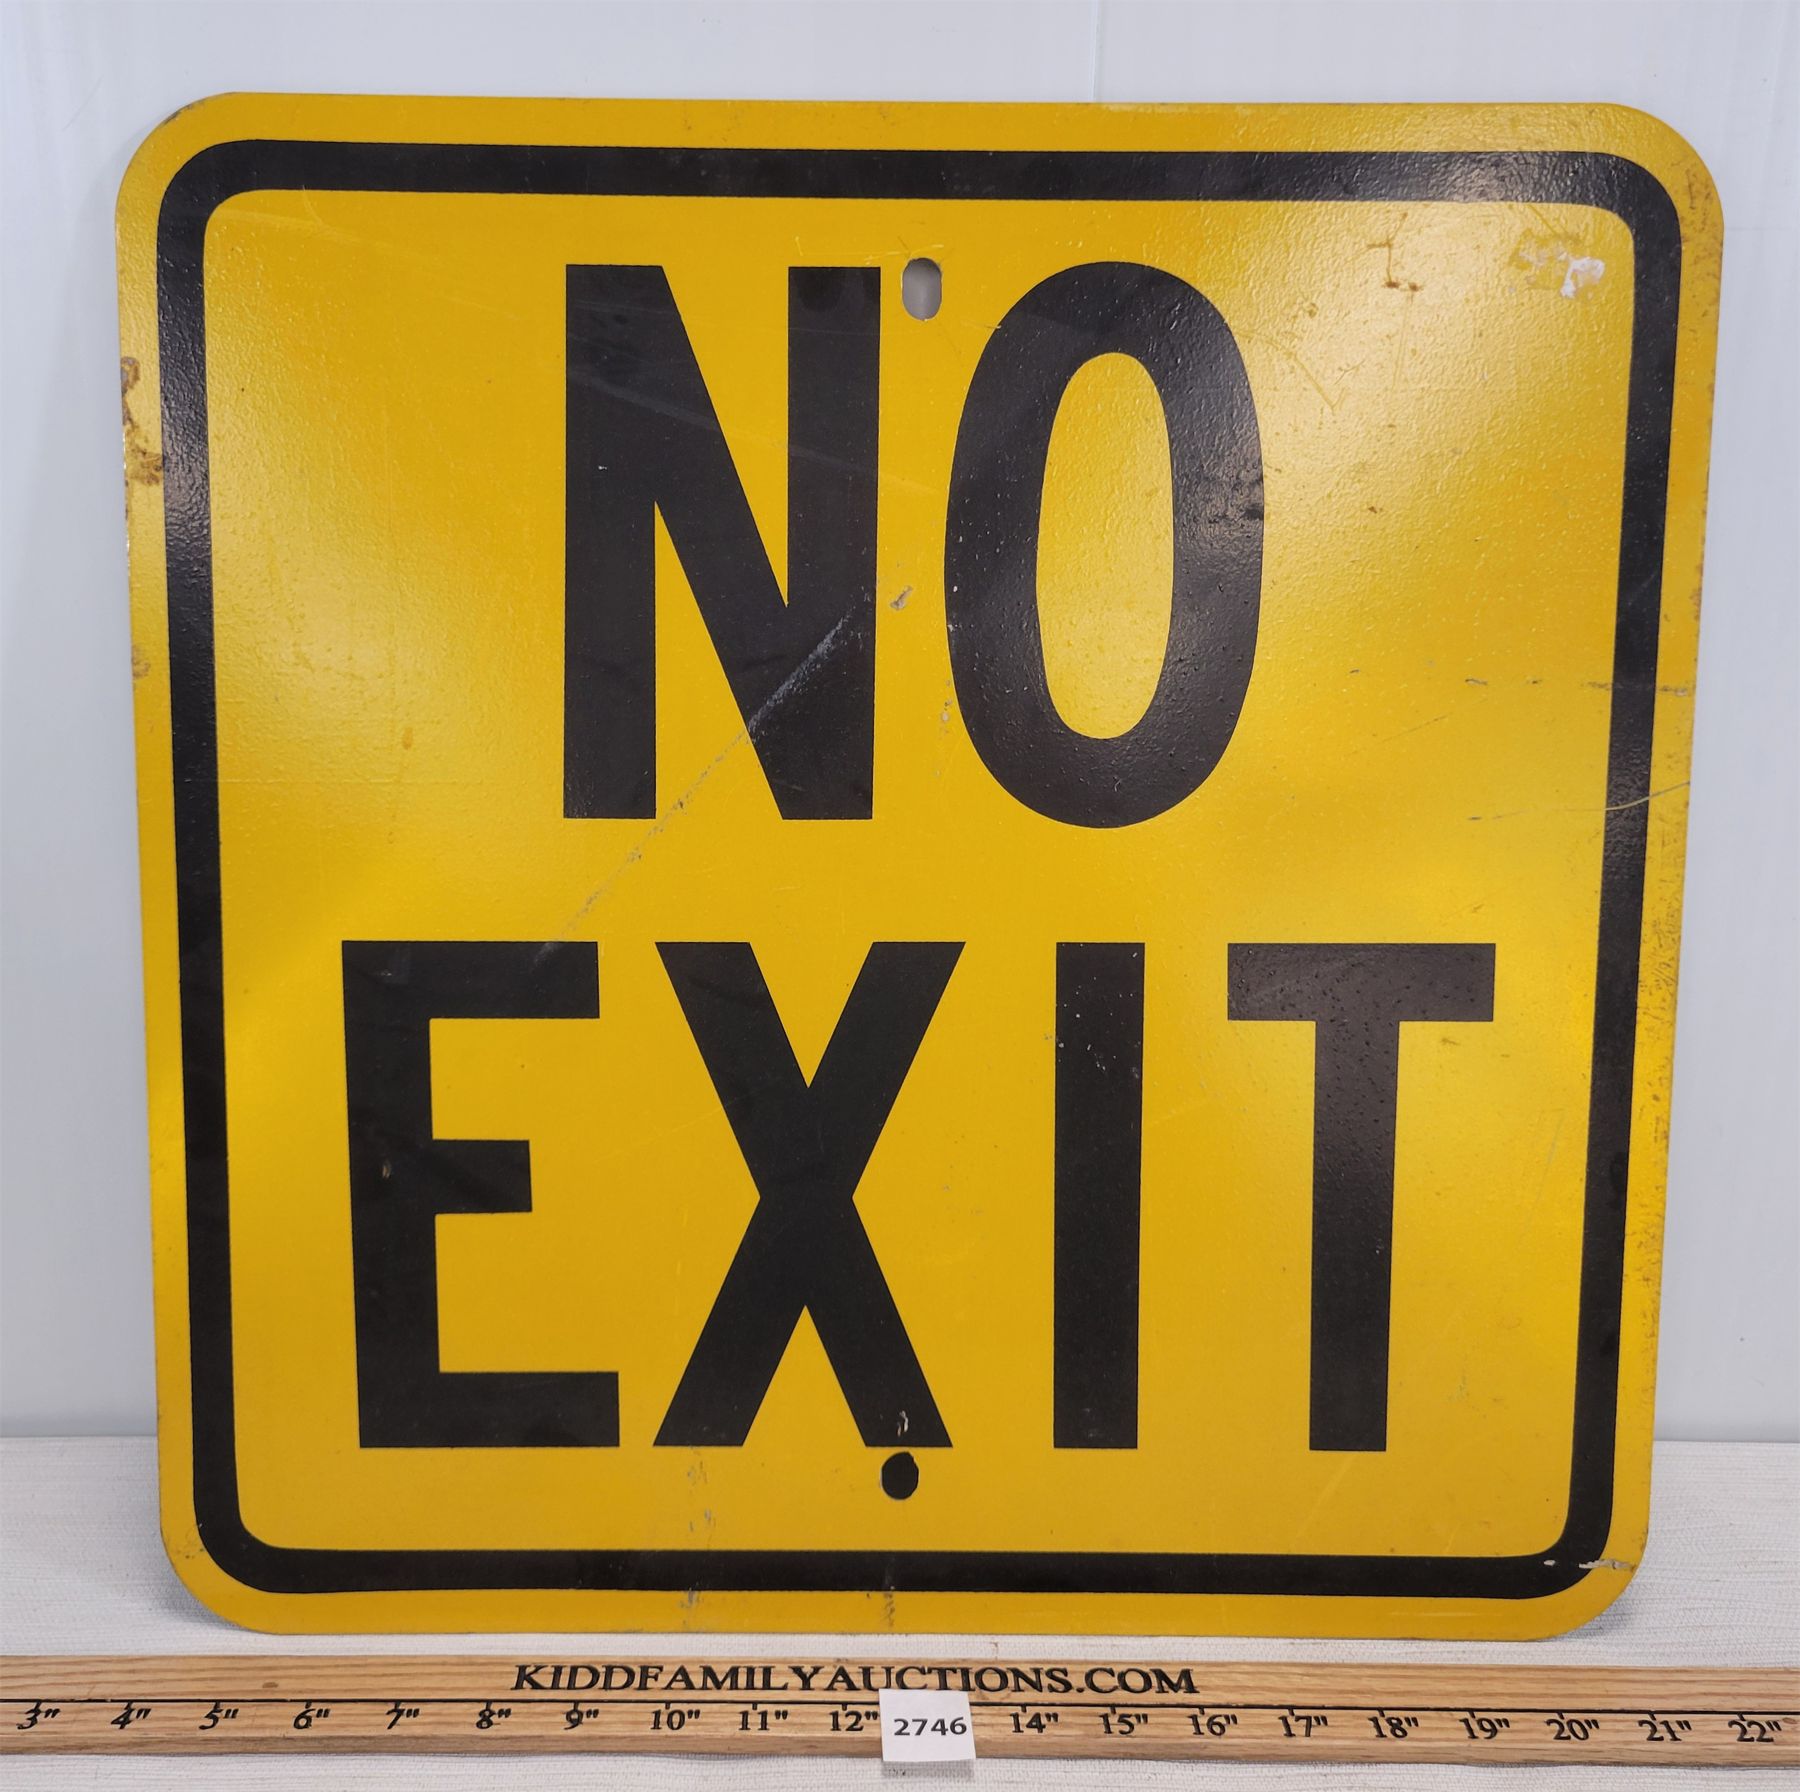 NO
EXIT
KIDDFAMILYAUCTIONS.COM
3" 4" 5" 6" 7" 8" 9" 10" 11" 12" 14" 15" 16" 17" 18" 19" 20" 21" 22"
2746